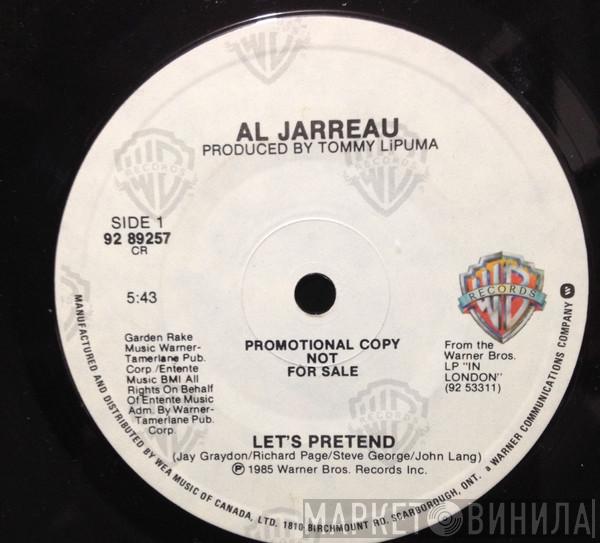 AL JARREAU
PRODUCED BY TOMMY LiPUMA
SIDE 1
92 89257
CR
5:43
Garden Rake
Music Warner-
Tamerlane Pub.
Corp /Entente
Music BMI All
Rights On Behalf
Of Entente Music
Adm. By Warner-
Tamerlane Pub.
Corp.
PROMOTIONAL COPY
NOT
FOR SALE
RECORDS
From the
Warner Bros.
LP "IN
LONDON"
(92 53311)
LET'S PRETEND
(Jay Graydon/Richard Page/Steve George/John Lang)
℗ 1985 Warner Bros. Records Inc.
MANUFACTURED AND DISTRIBUTED BY WEA MUSIC OF CANADA, LTD. 1810 BIRCHMOUNT RD. SCARBOROUGH, ONT. a WARNER COMMUNICATIONS COMPANY
МАРКЕТ ВИНИЛА